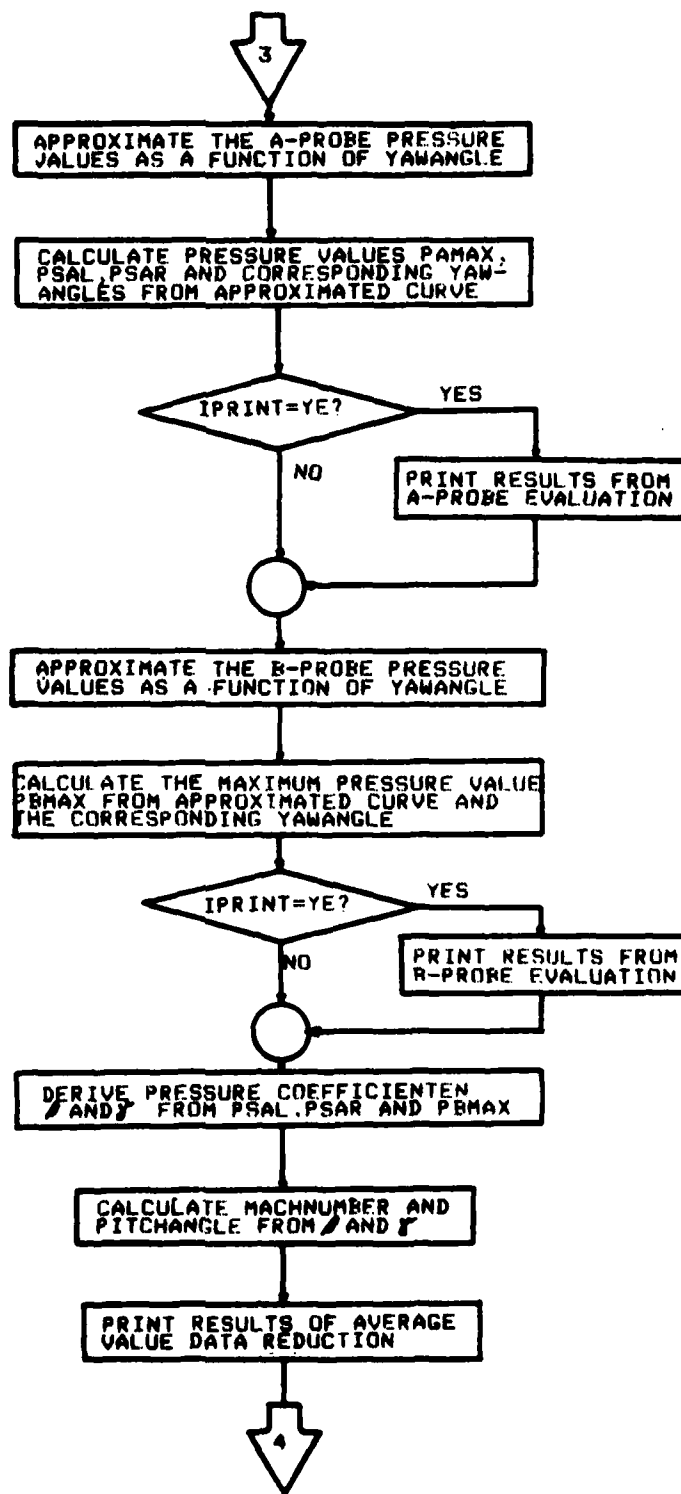 3
APPROXIMATE THE A-PROBE PRESSURE
VALUES AS A FUNCTION OF YAWANGLE
CALCULATE PRESSURE VALUES PAMAX,
PSAL,PSAR AND CORRESPONDING YAW-
ANGLES FROM APPROXIMATED CURVE
IPRINT=YE?
YES
NO
PRINT RESULTS FROM
A-PROBE EVALUATION
APPROXIMATE THE B-PROBE PRESSURE
VALUES AS A FUNCTION OF YAWANGLE
CALCULATE THE MAXIMUM PRESSURE VALUE
PBMAX FROM APPROXIMATED CURVE AND
THE CORRESPONDING YAWANGLE
IPRINT=YE?
YES
NO
PRINT RESULTS FROM
B-PROBE EVALUATION
DERIVE PRESSURE COEFFICIENTEN
AND γ FROM PSAL,PSAR AND PBMAX
CALCULATE MACHNUMBER AND
PITCHANGLE FROM AND γ
PRINT RESULTS OF AVERAGE
VALUE DATA REDUCTION
4